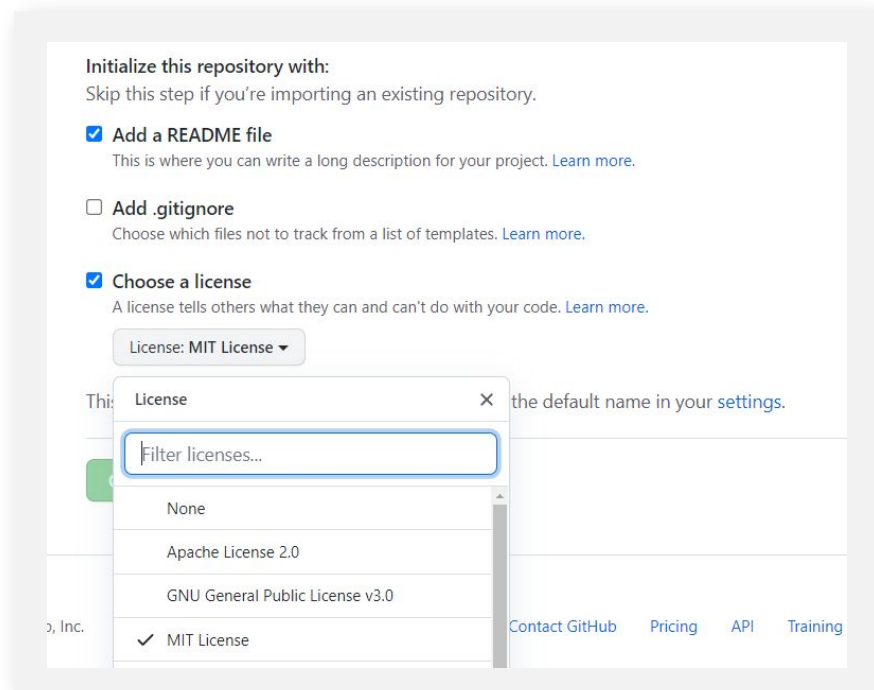 Initialize this repository with:
Skip this step if you're importing an existing repository.
Add a README file
This is where you can write a long description for your project. Learn more.
Add .gitignore
Choose which files not to track from a list of templates. Learn more.
Choose a license
A license tells others what they can and can't do with your code. Learn more.
License: MIT License
the default name in your settings.
License
Filter licenses...
None
Apache License 2.0
GNU General Public License v3.0
MIT License
Inc.
Contact GitHub Pricing API Training